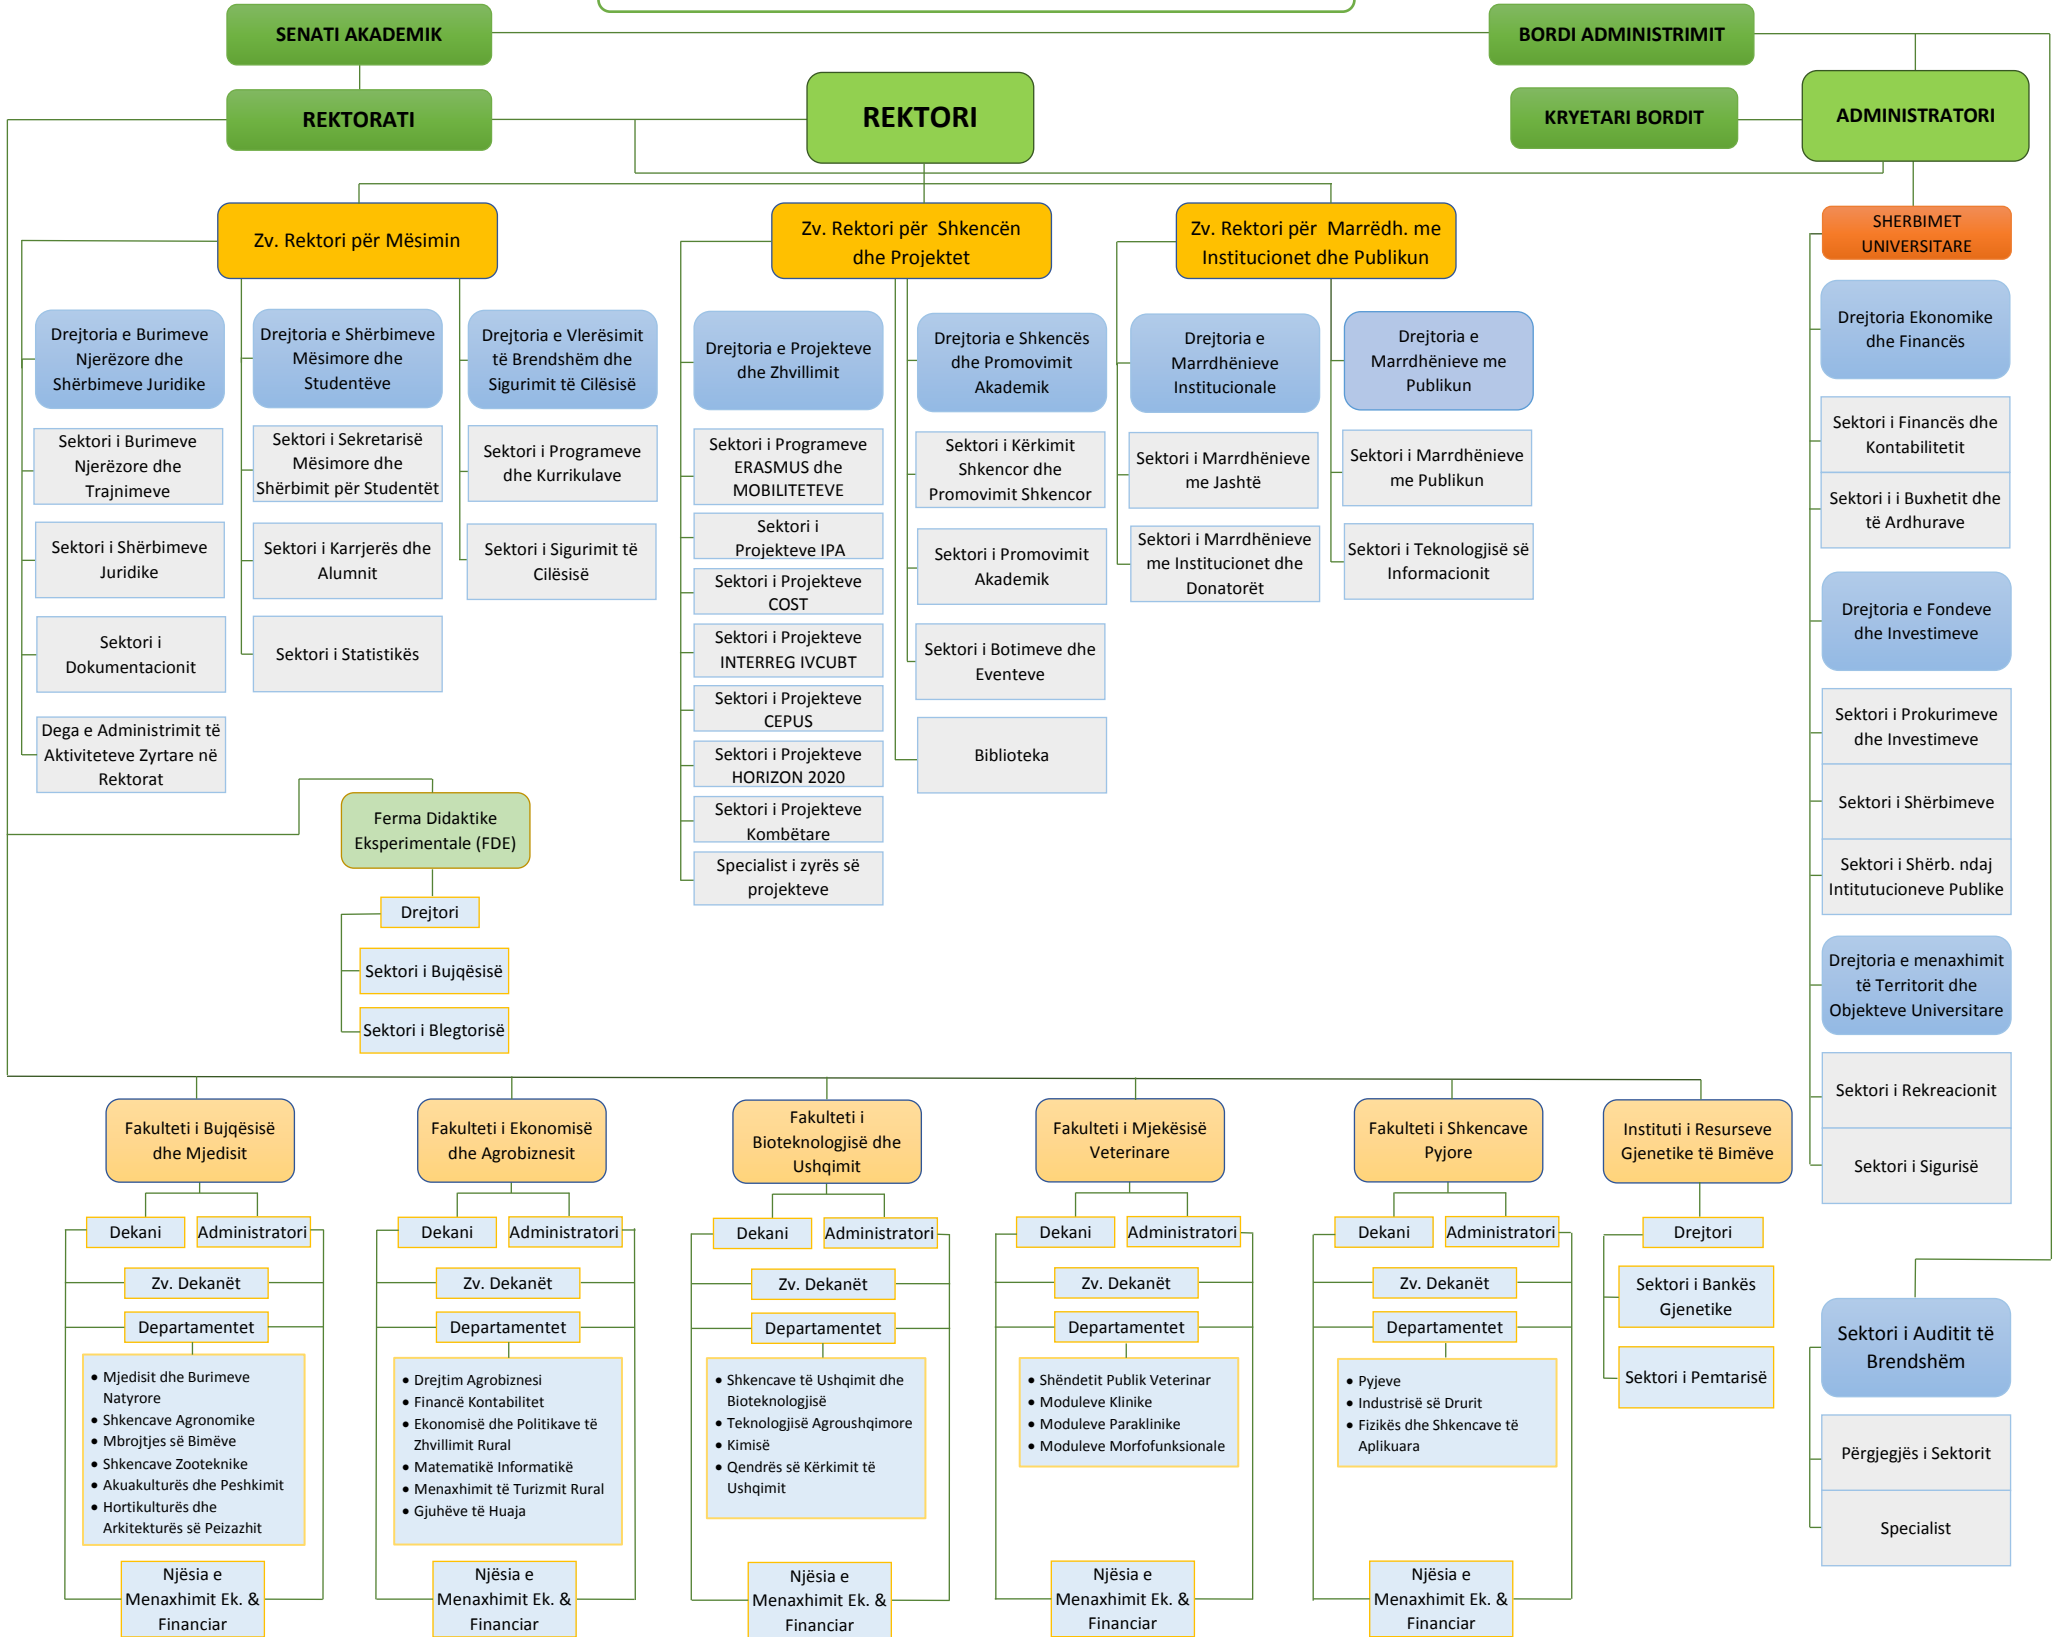 SENATI AKADEMIK
BORDI ADMINISTRIMIT
REKTORATI
REKTORI
KRYETARI BORDIT
ADMINISTRATORI
Zv. Rektori për Mësimin
Zv. Rektori për Shkencën
dhe Projektet
Zv. Rektori për Marrëdh. me
Institucionet dhe Publikun
SHERBIMET
UNIVERSITARE
Drejtoria e Burimeve
Njerëzore dhe
Shërbimeve Juridike
Sektori i Burimeve
Njerëzore dhe
Trajnimeve
Sektori i Shërbimeve
Juridike
Sektori i
Dokumentacionit
Dega e Administrimit të
Aktiviteteve Zyrtare në
Rektorat
Drejtoria e Shërbimeve
Mësimore dhe
Studentëve
Sektori i Sekretarisë
Mësimore dhe
Shërbimit për Studentët
Sektori i Karrjerës dhe
Alumnit
Sektori i Statistikës
Drejtoria e Vlerësimit
të Brendshëm dhe
Sigurimit të Cilësisë
Sektori i Programeve
dhe Kurrikulave
Sektori i Sigurimit të
Cilësisë
Drejtoria e Projekteve
dhe Zhvillimit
Sektori i Programeve
ERASMUS dhe
MOBILITETEVE
Sektori i
Projekteve IPA
Sektori i Projekteve
COST
Sektori i Projekteve
INTERREG IVCUBT
Sektori i Projekteve
CEPUS
Sektori i Projekteve
HORIZON 2020
Sektori i Projekteve
Kombëtare
Specialist i zyrës së
projekteve
Drejtoria e Shkencës
dhe Promovimit
Akademik
Sektori i Kërkimit
Shkencor dhe
Promovimit Shkencor
Sektori i Promovimit
Akademik
Sektori i Botimeve dhe
Eventeve
Biblioteka
Drejtoria e
Marrdhënieve
Institucionale
Sektori i Marrdhënieve
me Jashtë
Sektori i Marrdhënieve
me Institucionet dhe
Donatorët
Drejtoria e
Marrdhënieve me
Publikun
Sektori i Marrdhënieve
me Publikun
Sektori i Teknologjisë së
Informacionit
Drejtoria Ekonomike
dhe Financës
Sektori i Financës dhe
Kontabilitetit
Sektori i i Buxhetit dhe
të Ardhurave
Drejtoria e Fondeve
dhe Investimeve
Sektori i Prokurimeve
dhe Investimeve
Sektori i Shërbimeve
Sektori i Shërb. ndaj
Intitutucioneve Publike
Drejtoria e menaxhimit
të Territorit dhe
Objekteve Universitare
Sektori i Rekreacionit
Sektori i Sigurisë
Ferma Didaktike
Eksperimentale (FDE)
Drejtori
Sektori i Bujqësisë
Sektori i Blegtorisë
Fakulteti i Bujqësisë
dhe Mjedisit
Dekani
Administratori
Zv. Dekanët
Departamentet
• Mjedisit dhe Burimeve
Natyrore
• Shkencave Agronomike
• Mbrojtjes së Bimëve
• Shkencave Zooteknike
• Akuakulturës dhe Peshkimit
• Hortikulturës dhe
Arkitekturës së Peizazhit
Njësia e
Menaxhimit Ek. &
Financiar
Fakulteti i Ekonomisë
dhe Agrobiznesit
Dekani
Administratori
Zv. Dekanët
Departamentet
• Drejtim Agrobiznesi
• Financë Kontabilitet
• Ekonomisë dhe Politikave të
Zhvillimit Rural
• Matematikë Informatikë
• Menaxhimit të Turizmit Rural
• Gjuhëve të Huaja
Njësia e
Menaxhimit Ek. &
Financiar
Fakulteti i
Bioteknologjisë dhe
Ushqimit
Dekani
Administratori
Zv. Dekanët
Departamentet
• Shkencave të Ushqimit dhe
Bioteknologjisë
• Teknologjisë Agroushqimore
• Kimisë
• Qendrës së Kërkimit të
Ushqimit
Njësia e
Menaxhimit Ek. &
Financiar
Fakulteti i Mjekësisë
Veterinare
Dekani
Administratori
Zv. Dekanët
Departamentet
• Shëndetit Publik Veterinar
• Moduleve Klinike
• Moduleve Paraklinike
• Moduleve Morfofunksionale
Njësia e
Menaxhimit Ek. &
Financiar
Fakulteti i Shkencave
Pyjore
Dekani
Administratori
Zv. Dekanët
Departamentet
• Pyjeve
• Industrisë së Drurit
• Fizikës dhe Shkencave të
Aplikuara
Njësia e
Menaxhimit Ek. &
Financiar
Instituti i Resurseve
Gjenetike të Bimëve
Drejtori
Sektori i Bankës
Gjenetike
Sektori i Pemtarisë
Sektori i Auditit të
Brendshëm
Përgjegjës i Sektorit
Specialist